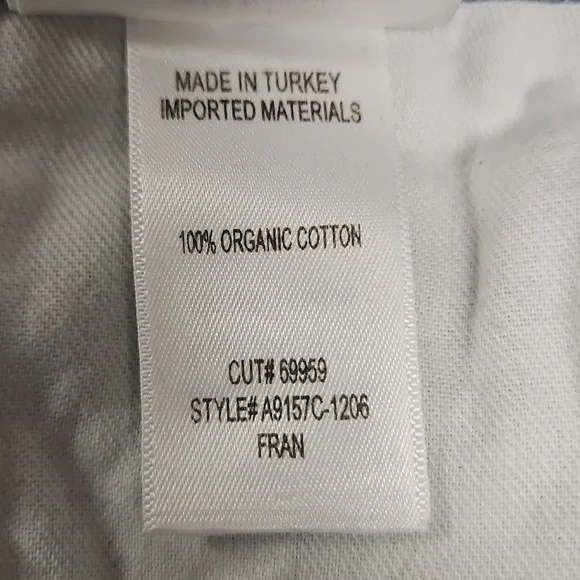 MADE IN TURKEY
IMPORTED MATERIALS
100% ORGANIC COTTON
CUT# 69959
STYLE# A9157C-1206
FRAN